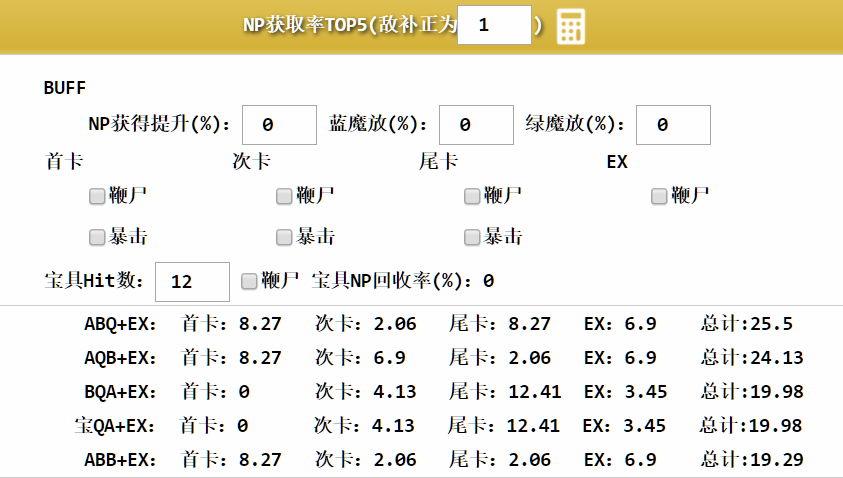 NP获取率TOP5(敌补正为 1 )
BUFF
NP获得提升(%): 0 蓝魔放(%): 0 绿魔放(%): 0
首卡 次卡 尾卡 EX
鞭尸 鞭尸 鞭尸 鞭尸
暴击 暴击 暴击
宝具Hit数: 12 鞭尸 宝具NP回收率(%): 0
ABQ+EX: 首卡: 8.27 次卡: 2.06 尾卡: 8.27 EX: 6.9 总计:25.5
AQB+EX: 首卡: 8.27 次卡: 6.9 尾卡: 2.06 EX: 6.9 总计:24.13
BQA+EX: 首卡: 0 次卡: 4.13 尾卡: 12.41 EX: 3.45 总计:19.98
宝QA+EX: 首卡: 0 次卡: 4.13 尾卡: 12.41 EX: 3.45 总计:19.98
ABB+EX: 首卡: 8.27 次卡: 2.06 尾卡: 2.06 EX: 6.9 总计:19.29